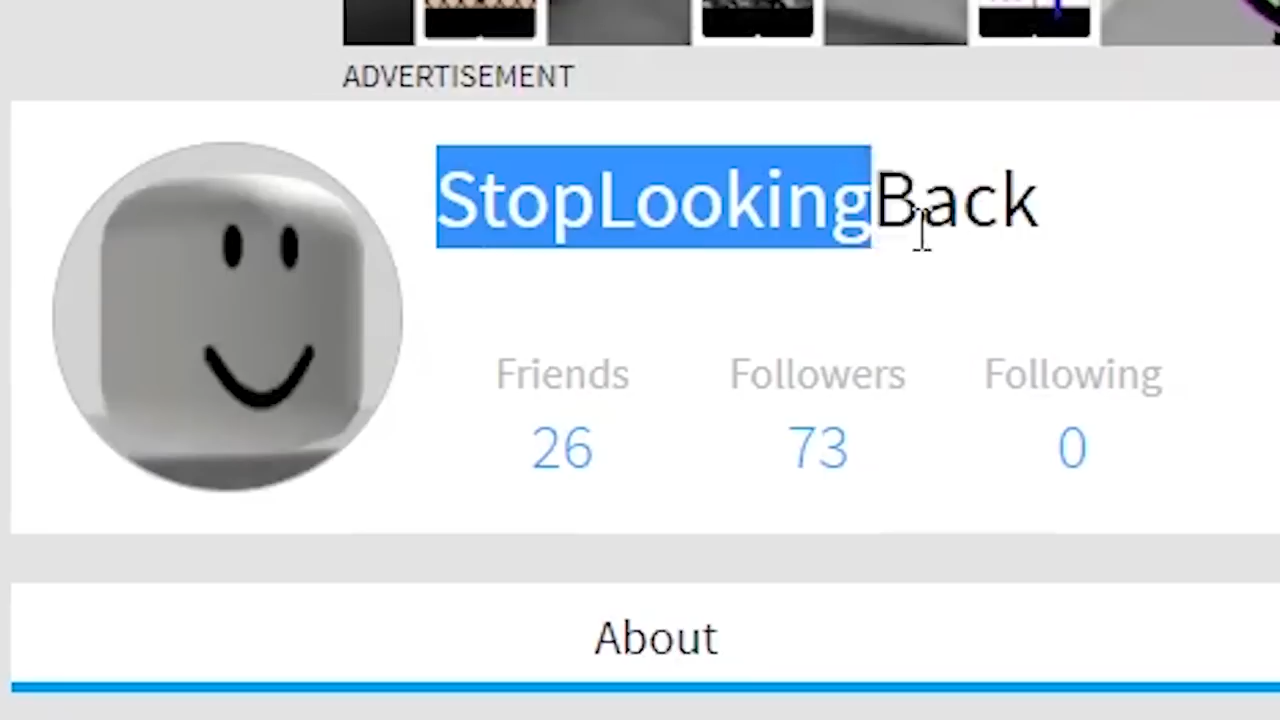 ADVERTISEMENT
StopLookingBack
Friends Followers Following
26 73 0
About